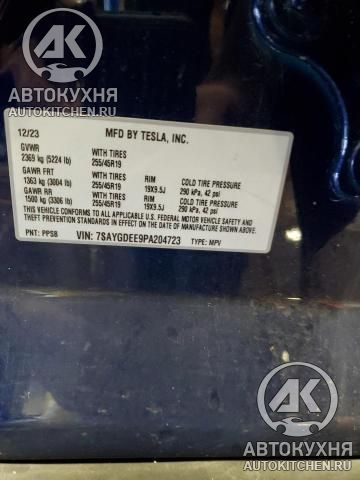 AK
АВТОКУХНЯ
AUTOKITCHEN.RU
12/23 MFD BY TESLA, INC.
GVWR WITH TIRES
2369 kg (5224 lb) 255/45R19
GAWR FRT WITH TIRES RIM COLD TIRE PRESSURE
1363 kg (3004 lb) 255/45R19 19X9.5J 290 kPa, 42 psi
GAWR RR WITH TIRES RIM COLD TIRE PRESSURE
1500 kg (3306 lb) 255/45R19 19X9.5J 290 kPa, 42 psi
THIS VEHICLE CONFORMS TO ALL APPLICABLE U.S. FEDERAL MOTOR VEHICLE SAFETY AND
THEFT PREVENTION STANDARDS IN EFFECT ON THE DATE OF MANUFACTURE SHOWN ABOVE.
PNT: PPSB VIN: 7SAYGDEE9PA204723 TYPE: MPV
AK
АВТОКУХНЯ
AUTOKITCHEN.RU